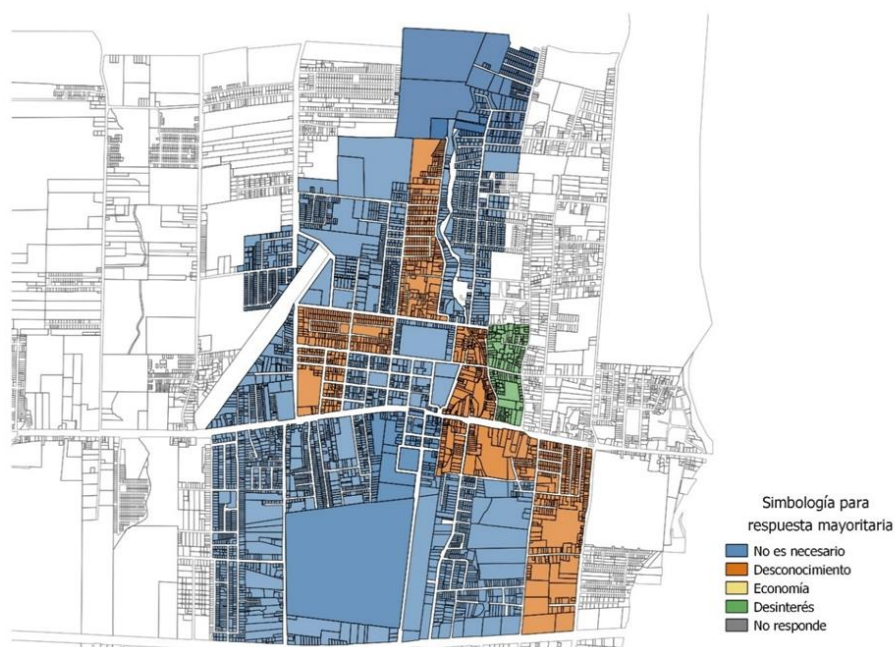 Simbología para
respuesta mayoritaria
No es necesario
Desconocimiento
Economía
Desinterés
No responde